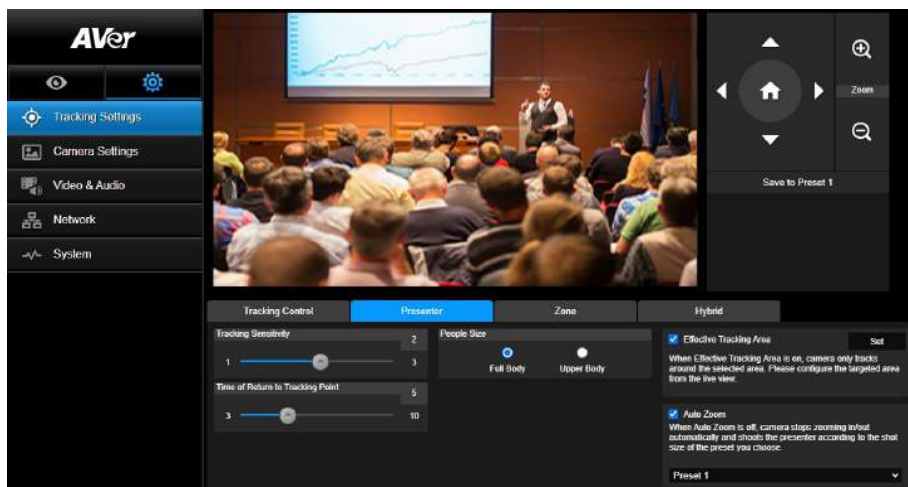 AVer
Tracking Settings
Camera Settings
Video & Audio
Network
System
Zoom
Save to Preset 1
Tracking Control
Presenter
Zone
Hybrid
Tracking Sensitivity
2
1
3
Time of Return to Tracking Point
5
3
10
People Size
Full Body
Upper Body
Effective Tracking Area
Set
When Effective Tracking Area is on, camera only tracks
around the selected area. Please configure the targeted area
from the live view.
Auto Zoom
When Auto Zoom is off, camera stops zooming in/out
automatically and shoots the presenter according to the shot
size of the preset you choose.
Preset 1